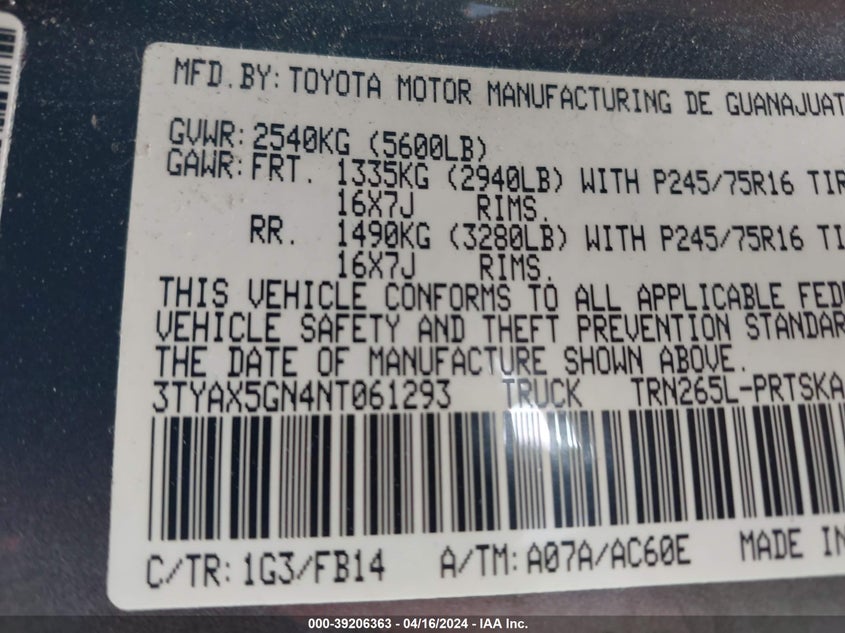 MFD.BY: TOYOTA MOTOR MANUFACTURING DE GUANAJUAT
GVWR: 2540KG (5600LB)
GAWR: FRT. 1335KG (2940LB) WITH P245/75R16 TIR
16X7J RIMS.
RR. 1490KG (3280LB) WITH P245/75R16 TI
16X7J RIMS.
THIS VEHICLE CONFORMS TO ALL APPLICABLE FEDE
VEHICLE SAFETY AND THEFT PREVENTION STANDAR
THE DATE OF MANUFACTURE SHOWN ABOVE.
3TYAX5GN4NT061293 TRUCK TRN265L-PRTSKA
C/TR: 1G3/FB14 A/TM: A07A/AC60E MADE IN
000-39206363 - 04/16/2024 - IAA Inc.